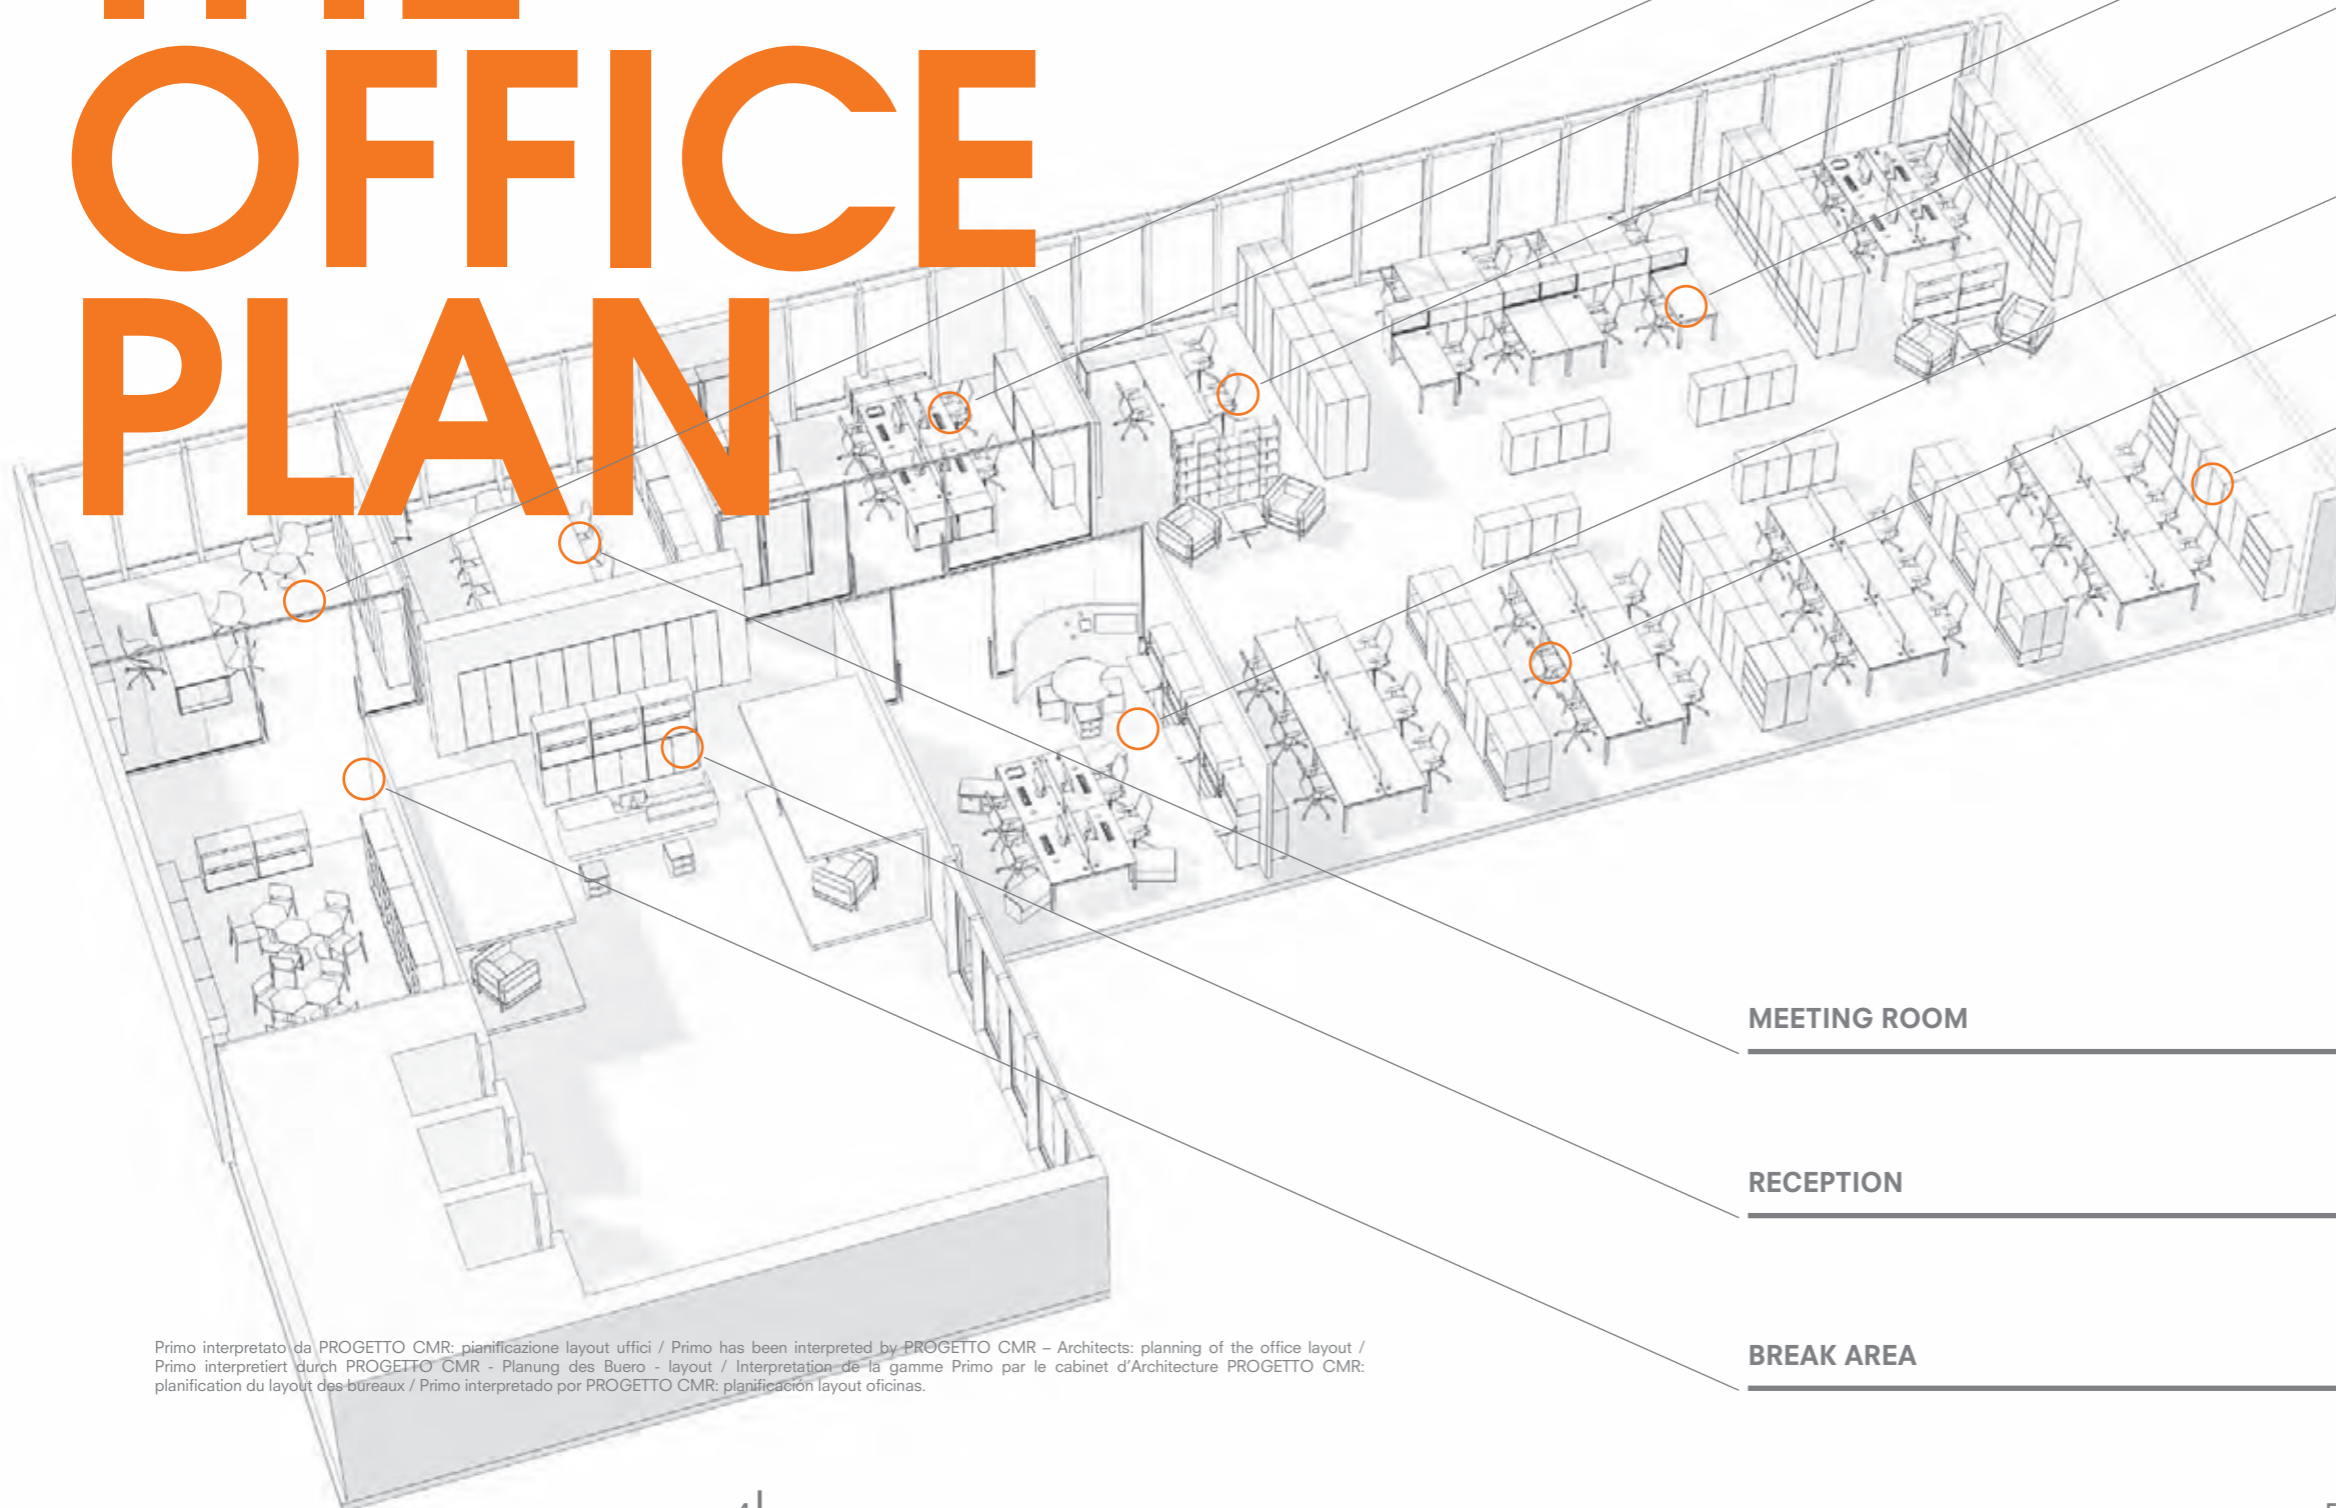 THE
OFFICE
PLAN
MEETING ROOM
RECEPTION
BREAK AREA
Primo interpretato da PROGETTO CMR: pianificazione layout uffici / Primo has been interpreted by PROGETTO CMR – Architects: planning of the office layout /
Primo interpretiert durch PROGETTO CMR - Planung des Buero - layout / Interpretation de la gamme Primo par le cabinet d’Architecture PROGETTO CMR:
planification du layout des bureaux / Primo interpretado por PROGETTO CMR: planificación layout oficinas.